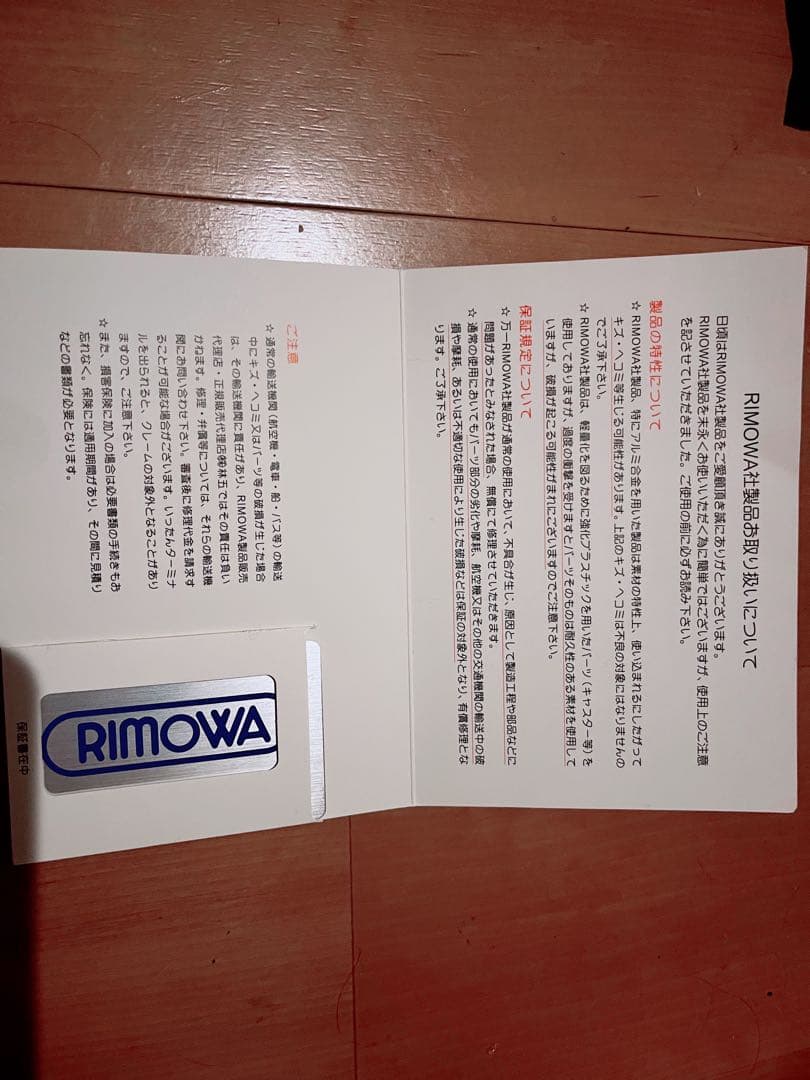 RIMOWA社製品お取り扱いについて
日頃はRIMOWA社製品をご愛顧頂き誠にありがとうございます。
RIMOWA社製品を末永くお使いいただく為に簡単ではございますが、使用上のご注意
を記させていただきました。ご使用の前に必ずお読み下さい。
製品の特性について
☆ RIMOWA社製品、特にアルミ合金を用いた製品は素材の特性上、使い込まれるにしたがって
キズ・ヘコミ等生じる可能性があります。上記のキズ・ヘコミは不良の対象にはなりませんの
でご了承下さい。
☆ RIMOWA社製品は、軽量化を図るために強化プラスチックを用いたパーツ(キャスター等)を
使用しておりますが、過度の衝撃を受けますとパーツそのものは耐久性のある素材を使用して
いますが、破損が起こる可能性がまれにございますのでご注意下さい。
保証規定について
☆ 万一RIMOWA社製品が通常の使用において、不具合が生じ、原因として製造工程や部品などに
問題があったとみなされた場合、無償にて修理させていただきます。
☆ 通常の使用においてもパーツ部分の劣化や摩耗、航空機又はその他の交通機関の輸送中の破
損や摩耗、あるいは不適切な使用により生じた破損などは保証の対象外となり、有償修理とな
ります。ご了承下さい。
ご注意
☆ 通常の輸送機関(航空機・電車・船・バス等)の輸送
中にキズ・ヘコミ又はパーツ等の破損が生じた場合
は、その輸送機関に責任があり、RIMOWA製品販売
代理店・正規販売代理店㈱林五ではその責任は負い
かねます。修理・弁償等については、それらの輸送機
関にお問い合わせ下さい。審査後に修理代金を請求す
ることが可能な場合がございます。いったんターミナ
ルを出られると、クレームの対象外となることがあり
ますので、ご注意下さい。
☆ また、損害保険に加入の場合は必要書類の手続きもお
忘れなく。保険には適用期間があり、その間に見積り
などの書類が必要となります。
RIMOWA
保証書在中